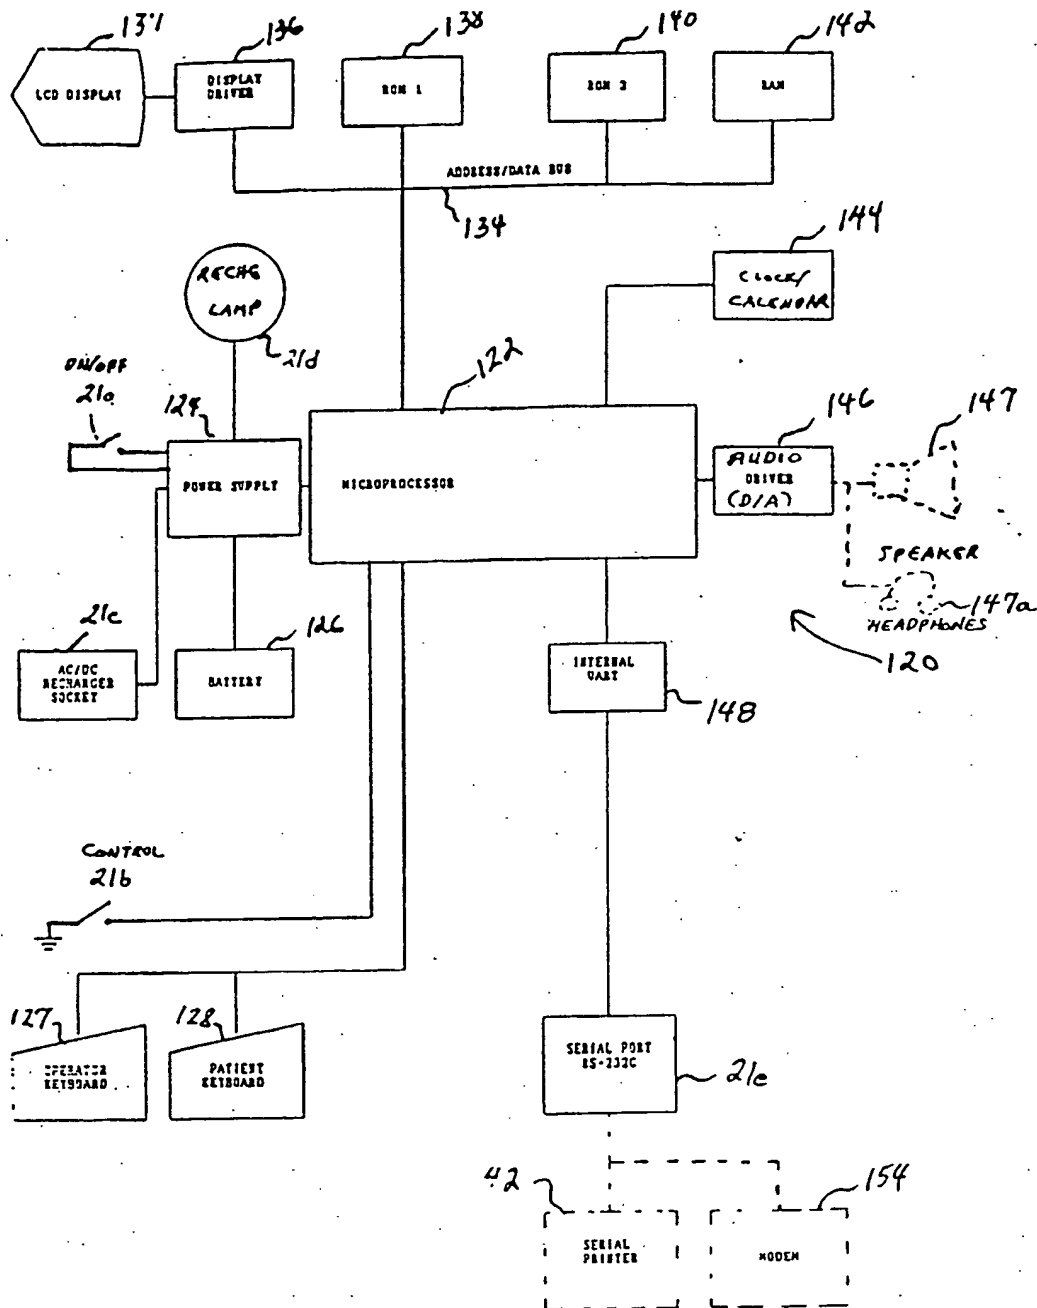 137
136
138
140
142
LCD DISPLAY
DISPLAY
DRIVER
ROM 1
ROM 2
RAM
ADDRESS/DATA BUS
134
144
CLOCK/
CALENDAR
RECHG
LAMP
21d
ON/OFF
21a
124
122
POWER SUPPLY
MICROPROCESSOR
146
AUDIO
DRIVER
(D/A)
147
SPEAKER
147a
HEADPHONES
120
21c
AC/DC
RECHARGER
SOCKET
126
BATTERY
INTERNAL
UART
148
CONTROL
21b
127
OPERATOR
KEYBOARD
128
PATIENT
KEYBOARD
SERIAL PORT
RS-232C
21e
42
SERIAL
PRINTER
154
MODEM